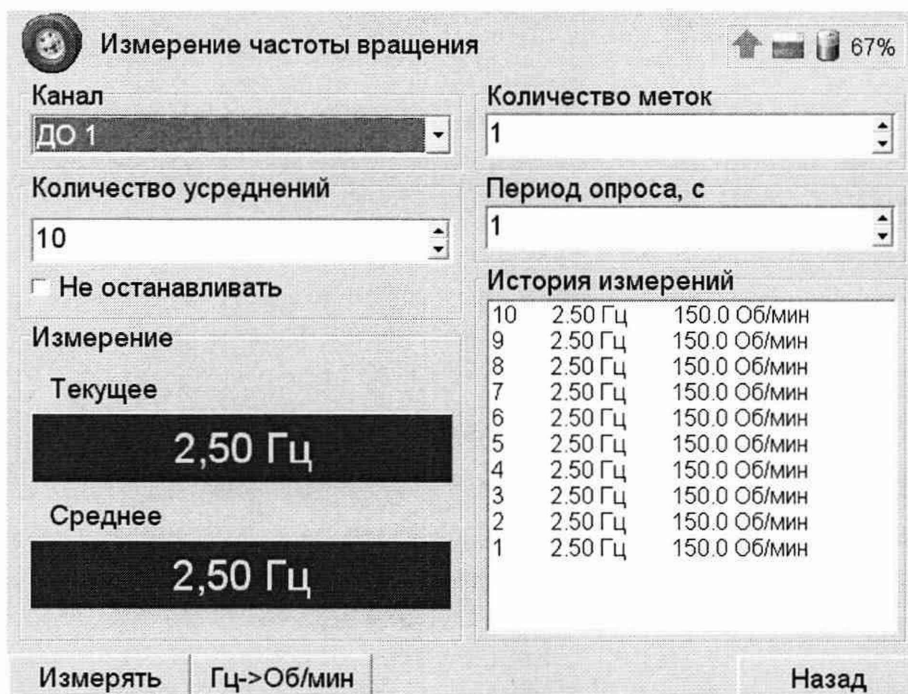 Измерение частоты вращения
67%
Канал
ДО 1
Количество меток
1
Количество усреднений
10
Период опроса, с
1
Не останавливать
История измерений
10 2.50 Гц 150.0 Об/мин
9 2.50 Гц 150.0 Об/мин
8 2.50 Гц 150.0 Об/мин
7 2.50 Гц 150.0 Об/мин
6 2.50 Гц 150.0 Об/мин
5 2.50 Гц 150.0 Об/мин
4 2.50 Гц 150.0 Об/мин
3 2.50 Гц 150.0 Об/мин
2 2.50 Гц 150.0 Об/мин
1 2.50 Гц 150.0 Об/мин
Измерение
Текущее
2,50 Гц
Среднее
2,50 Гц
Измерять
Гц->Об/мин
Назад